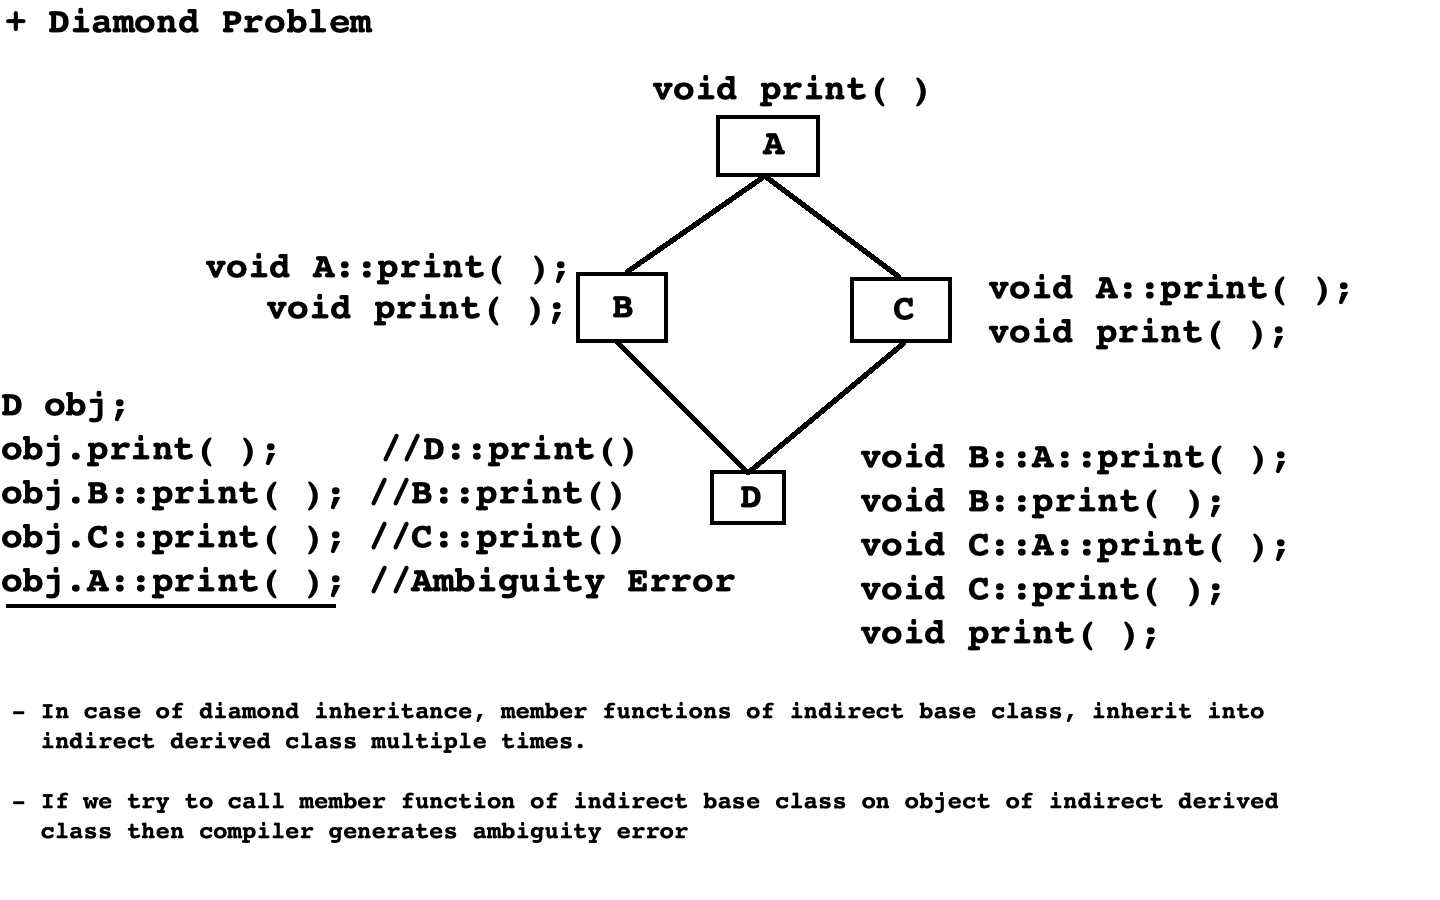 + Diamond Problem
void print( )
A
void A::print( );
void print( );
B
C
void A::print( );
void print( );
D obj;
obj.print( ); //D::print()
obj.B::print( ); //B::print()
obj.C::print( ); //C::print()
obj.A::print( ); //Ambiguity Error
D
void B::A::print( );
void B::print( );
void C::A::print( );
void C::print( );
void print( );
– In case of diamond inheritance, member functions of indirect base class, inherit into
indirect derived class multiple times.
– If we try to call member function of indirect base class on object of indirect derived
class then compiler generates ambiguity error